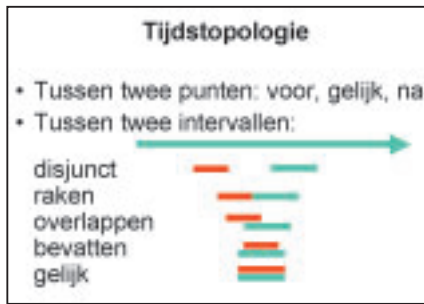 Tijdstopologie
• Tussen twee punten: voor, gelijk, na
• Tussen twee intervallen:
disjunct
raken
overlappen
bevatten
gelijk